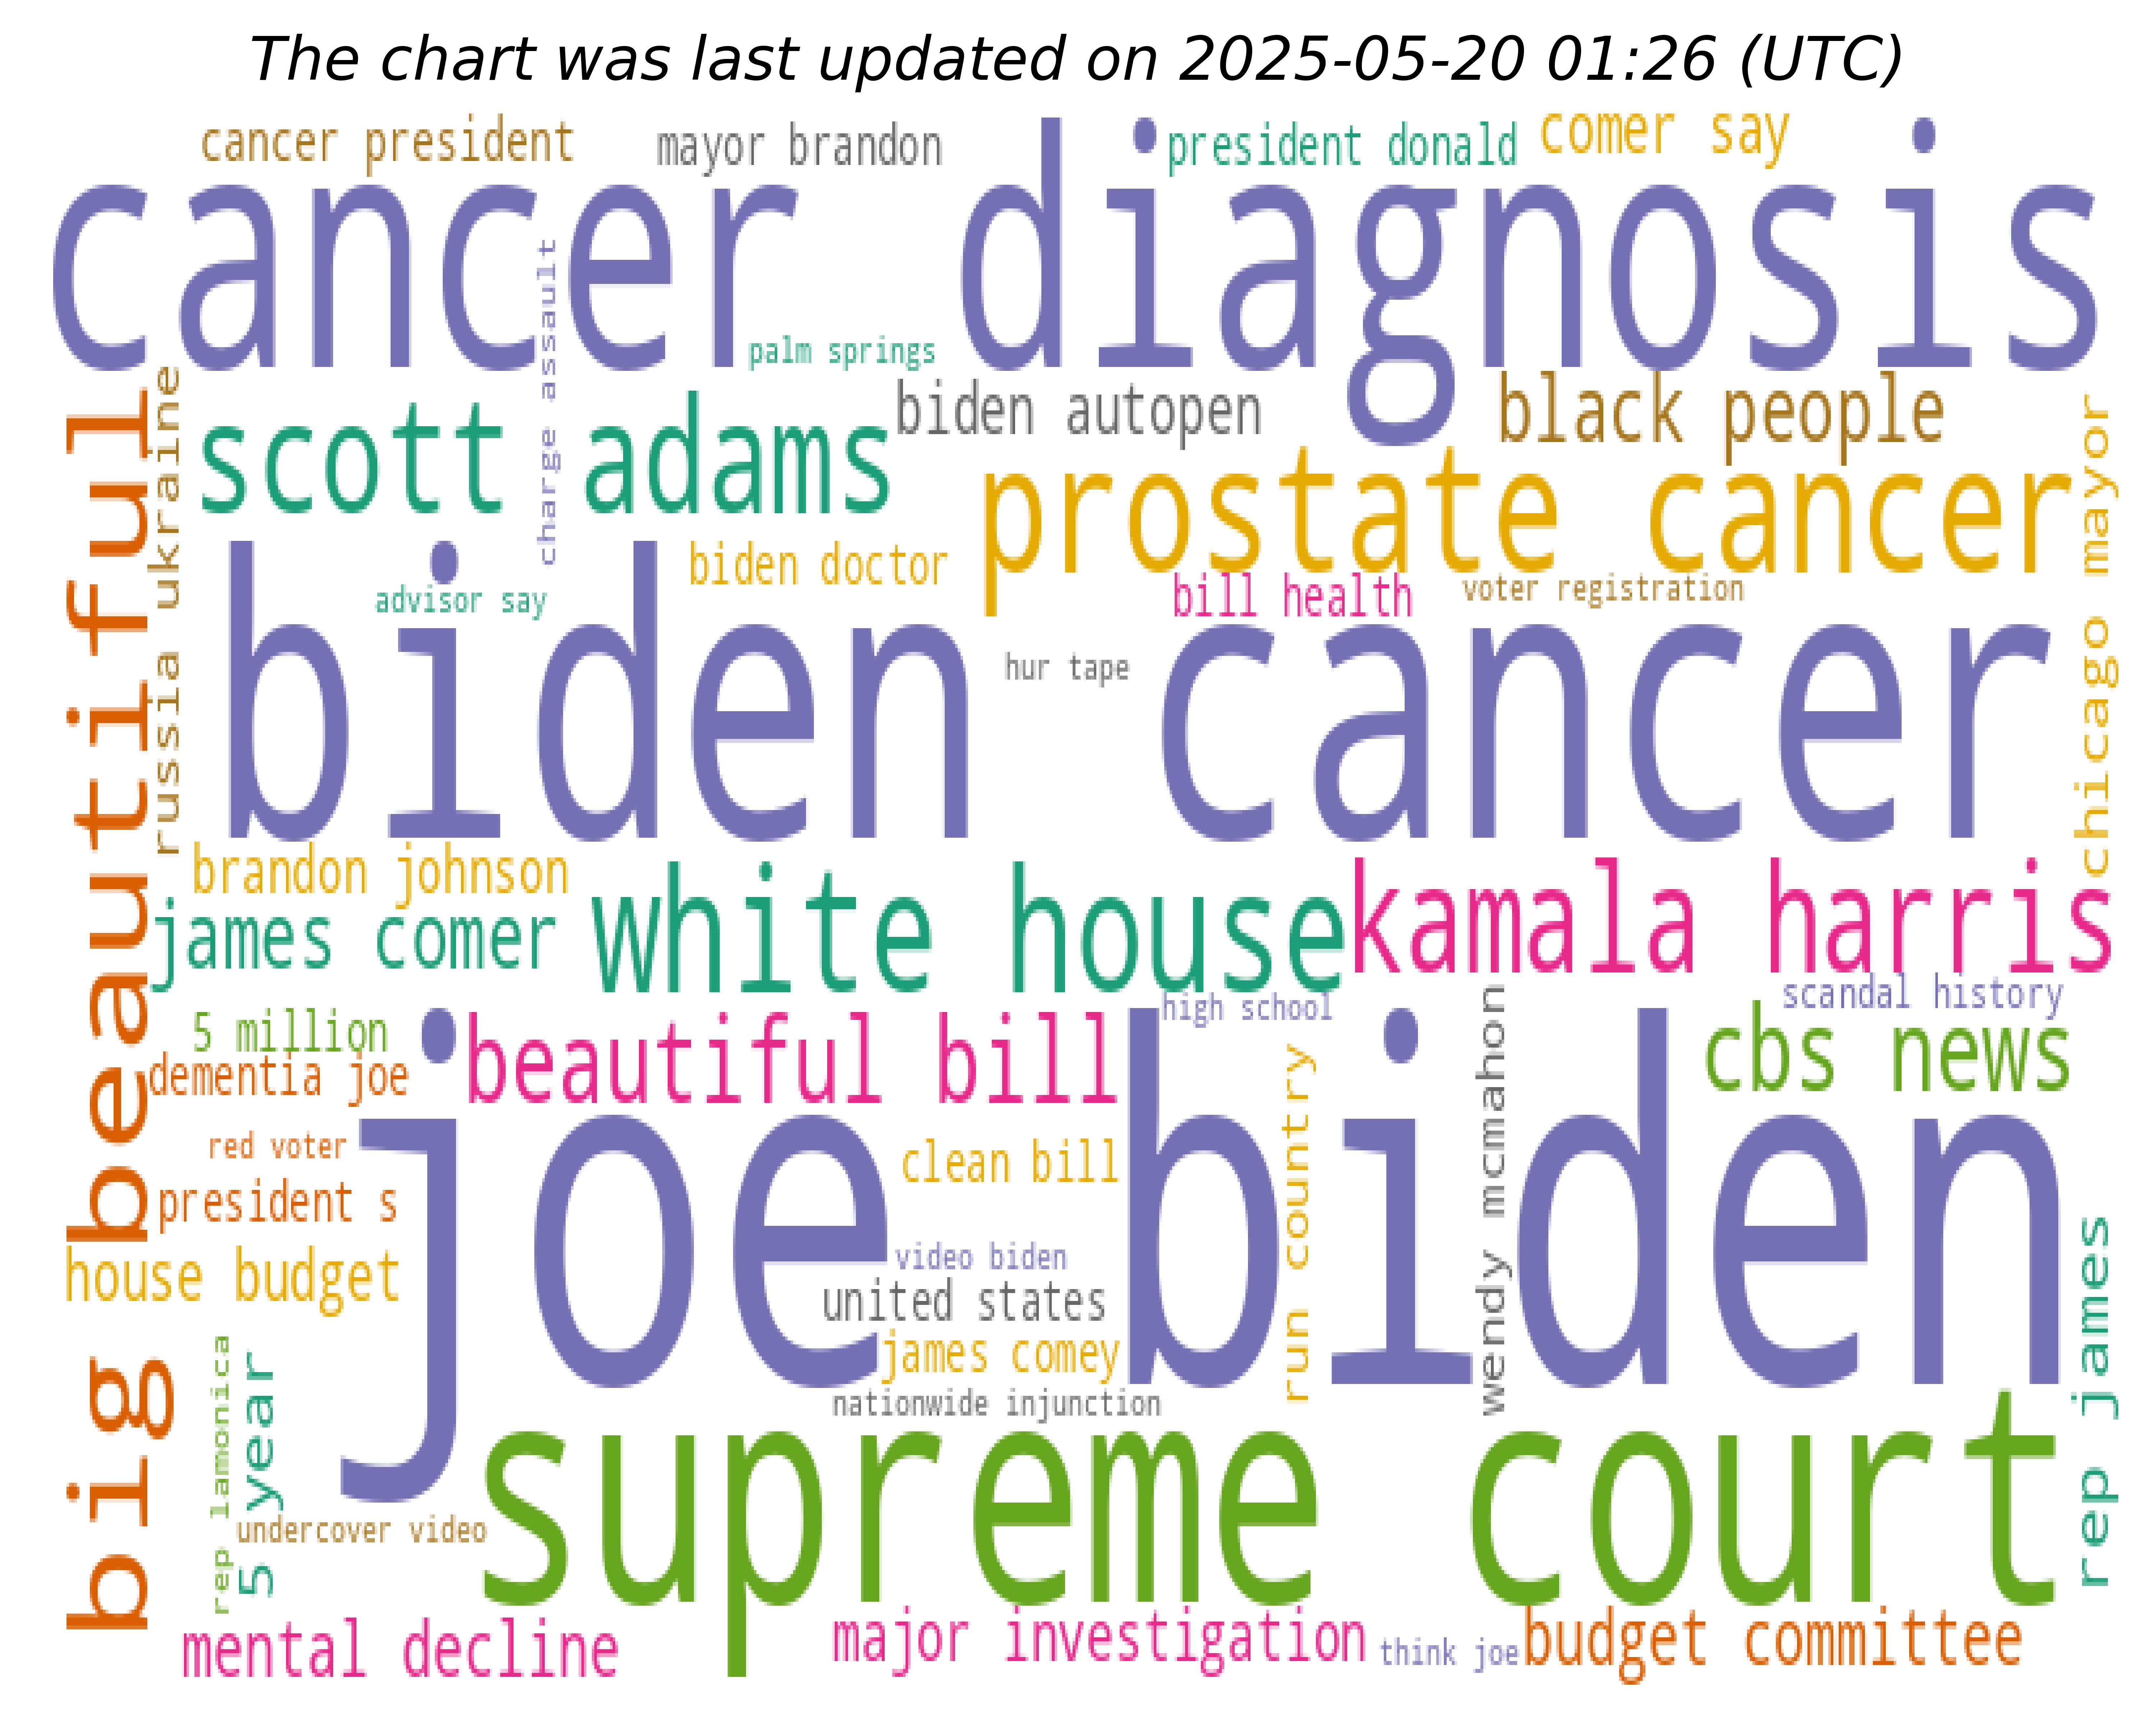 The chart was last updated on 2025-05-20 01:26 (UTC)
cancer president
mayor brandon
president donald
comer say
cancer diagnosis
charge assault
palm springs
big beautiful
russia ukraine
scott adams
biden autopen
black people
prostate cancer
chicago mayor
biden doctor
advisor say
bill health
voter registration
biden cancer
hur tape
brandon johnson
james comer
white house
kamala harris
high school
scandal history
5 million
dementia joe
beautiful bill
cbs news
joe biden
red voter
clean bill
run country
wendy mcmahon
president s
house budget
video biden
united states
james comey
nationwide injunction
rep james
rep lamonica
5 year
undercover video
supreme court
mental decline
major investigation
think joe
budget committee